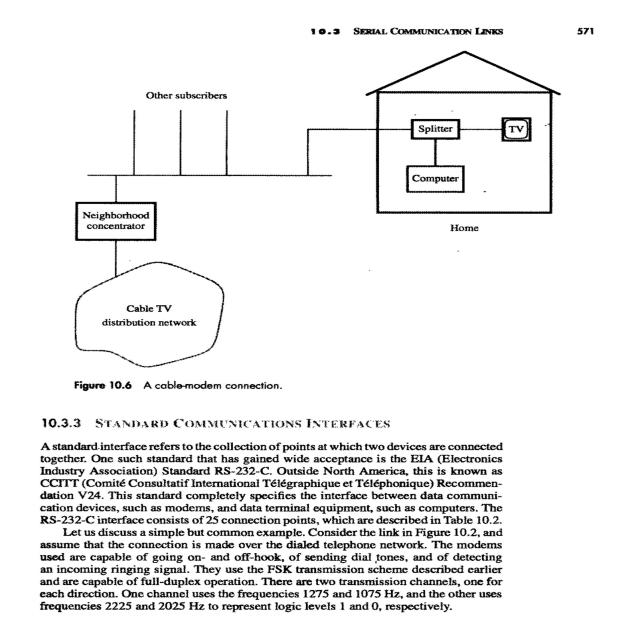 10.3 SERIAL COMMUNICATION LINKS 571
Other subscribers
Splitter
TV
Computer
Neighborhood
concentrator
Home
Cable TV
distribution network
Figure 10.6 A cable-modem connection.
10.3.3 STANDARD COMMUNICATIONS INTERFACES
A standard interface refers to the collection of points at which two devices are connected
together. One such standard that has gained wide acceptance is the EIA (Electronics
Industry Association) Standard RS-232-C. Outside North America, this is known as
CCITT (Comité Consultatif International Télégraphique et Téléphonique) Recommen-
dation V24. This standard completely specifies the interface between data communi-
cation devices, such as modems, and data terminal equipment, such as computers. The
RS-232-C interface consists of 25 connection points, which are described in Table 10.2.
Let us discuss a simple but common example. Consider the link in Figure 10.2, and
assume that the connection is made over the dialed telephone network. The modems
used are capable of going on- and off-hook, of sending dial tones, and of detecting
an incoming ringing signal. They use the FSK transmission scheme described earlier
and are capable of full-duplex operation. There are two transmission channels, one for
each direction. One channel uses the frequencies 1275 and 1075 Hz, and the other uses
frequencies 2225 and 2025 Hz to represent logic levels 1 and 0, respectively.